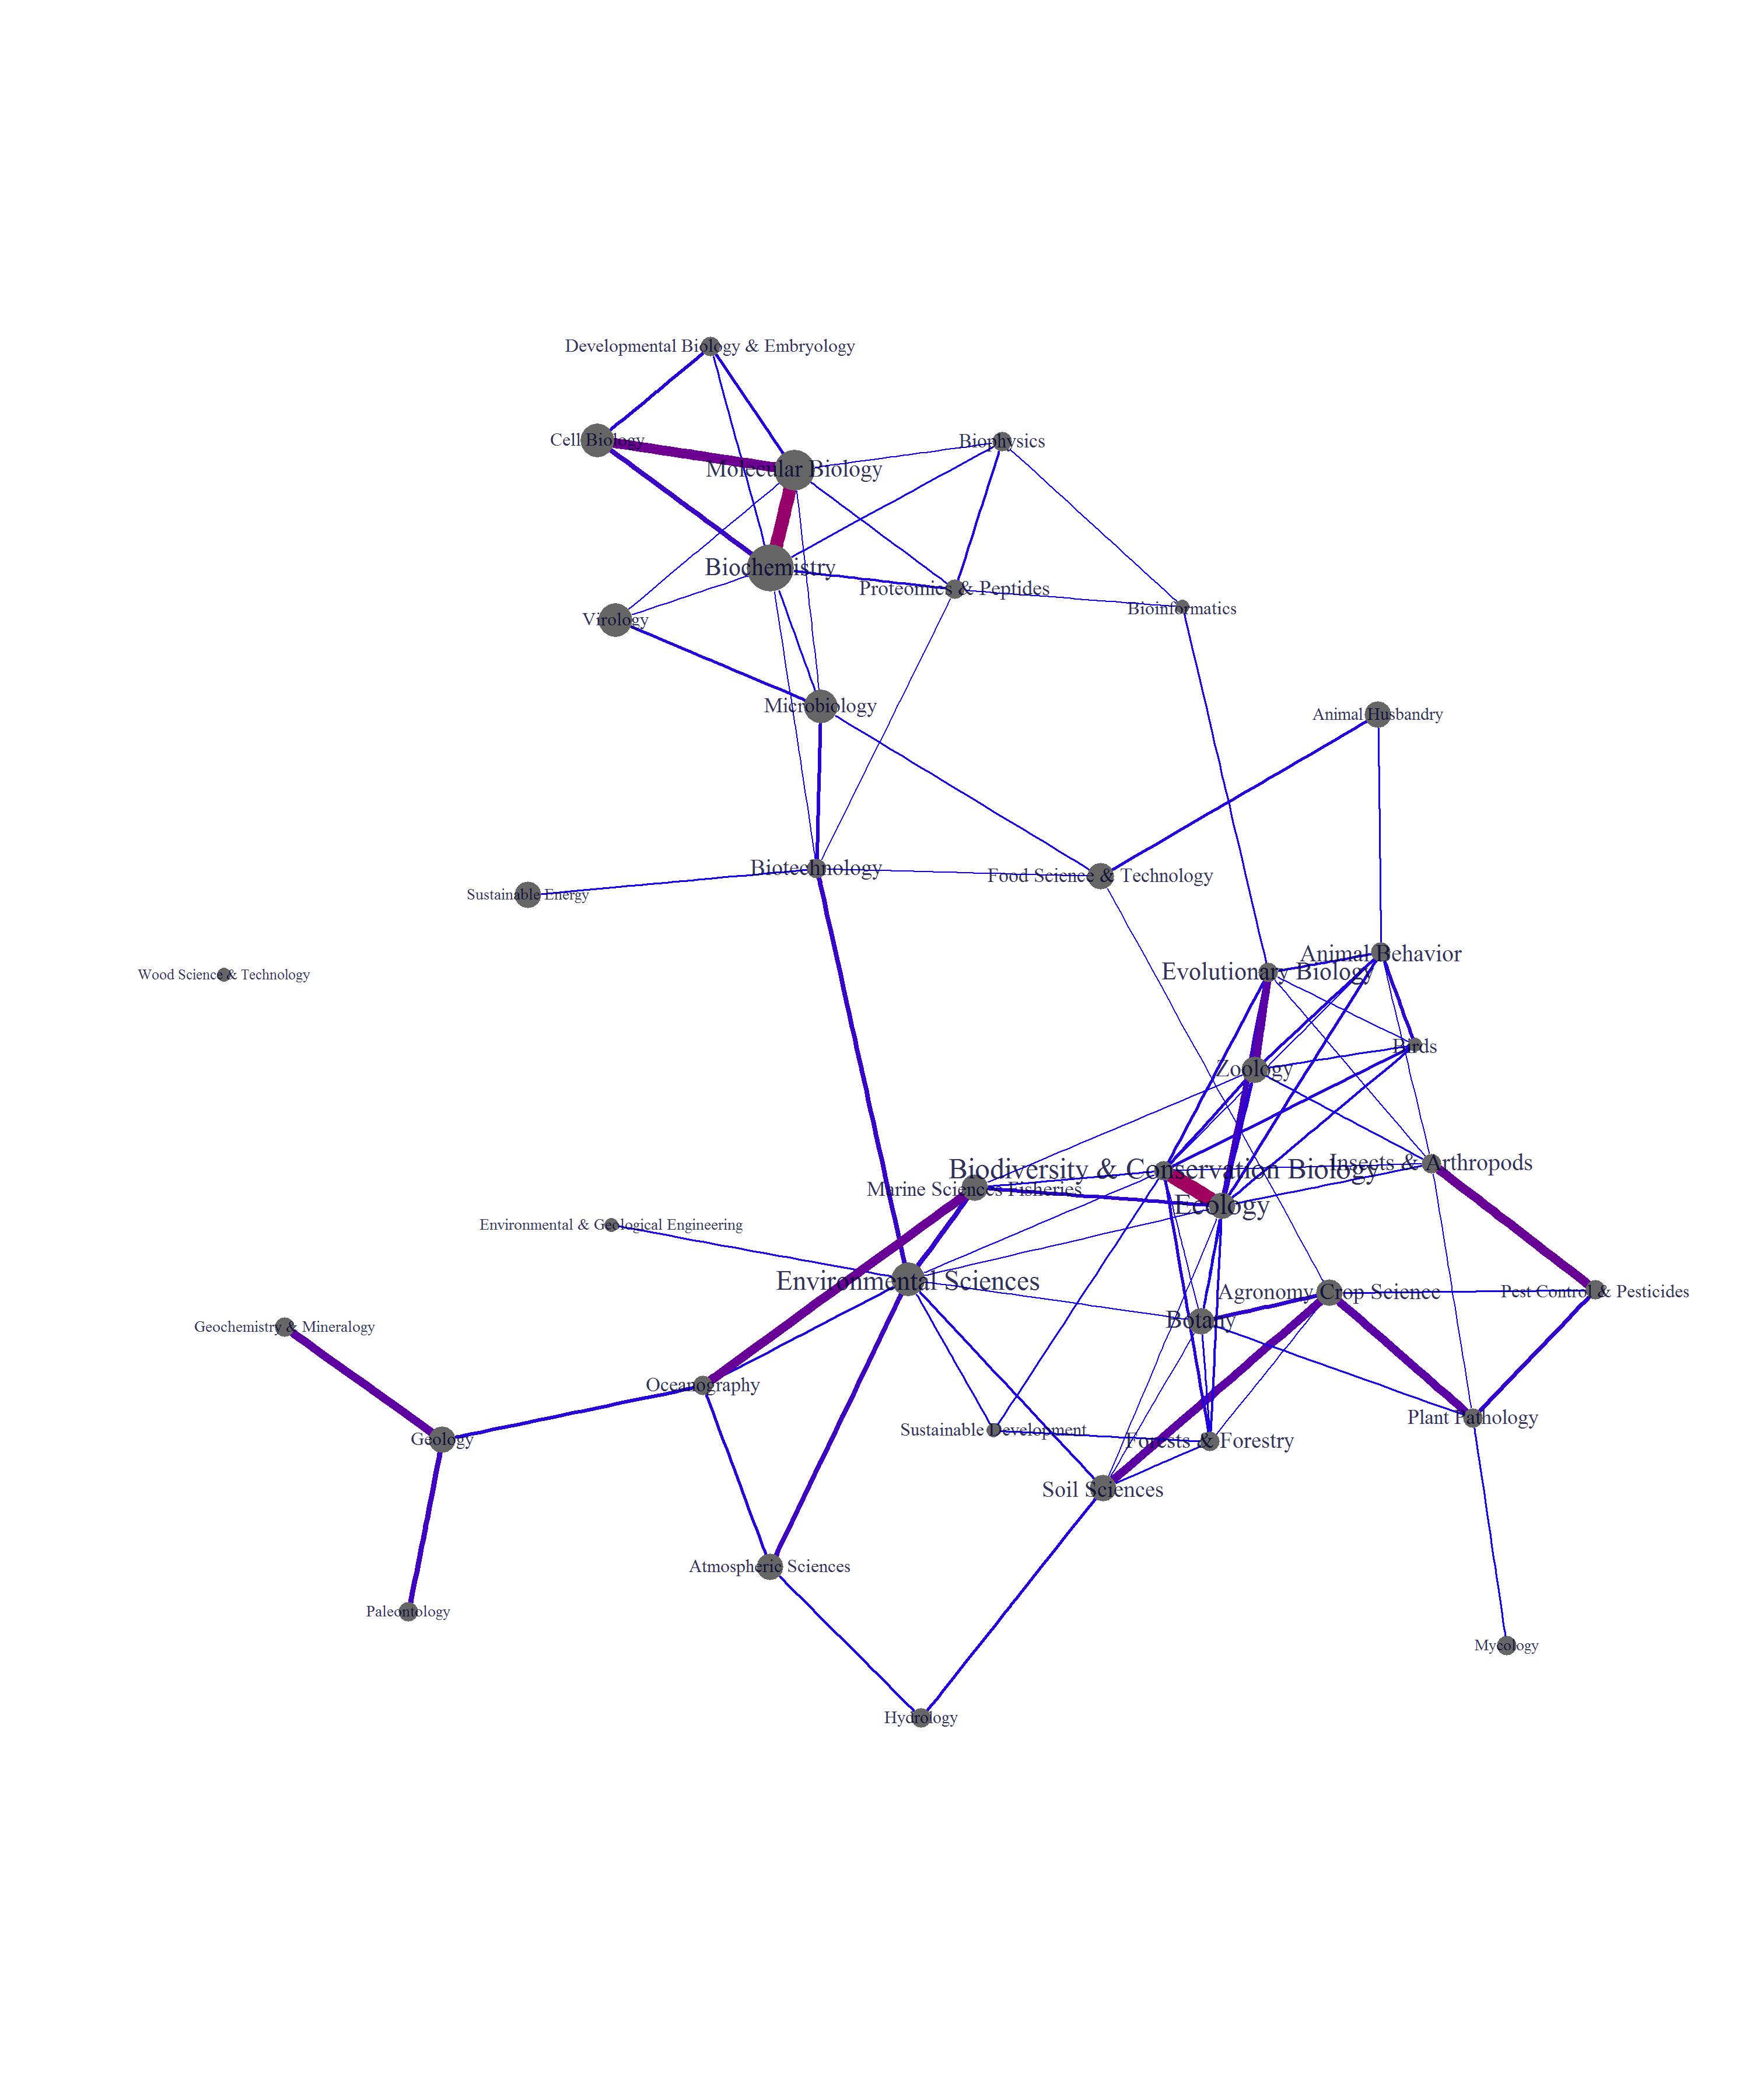 Developmental Biology & Embryology
Cell Biology
Biophysics
Molecular Biology
Biochemistry
Proteomics & Peptides
Bioinformatics
Virology
Microbiology
Animal Husbandry
Biotechnology
Food Science & Technology
Sustainable Energy
Animal Behavior
Evolutionary Biology
Wood Science & Technology
Birds
Zoology
Insects & Arthropods
Biodiversity & Conservation Biology
Marine Sciences Fisheries
Ecology
Environmental & Geological Engineering
Environmental Sciences
Agronomy Crop Science
Pest Control & Pesticides
Botany
Geochemistry & Mineralogy
Oceanography
Plant Pathology
Sustainable Development
Geology
Forests & Forestry
Soil Sciences
Atmospheric Sciences
Paleontology
Mycology
Hydrology